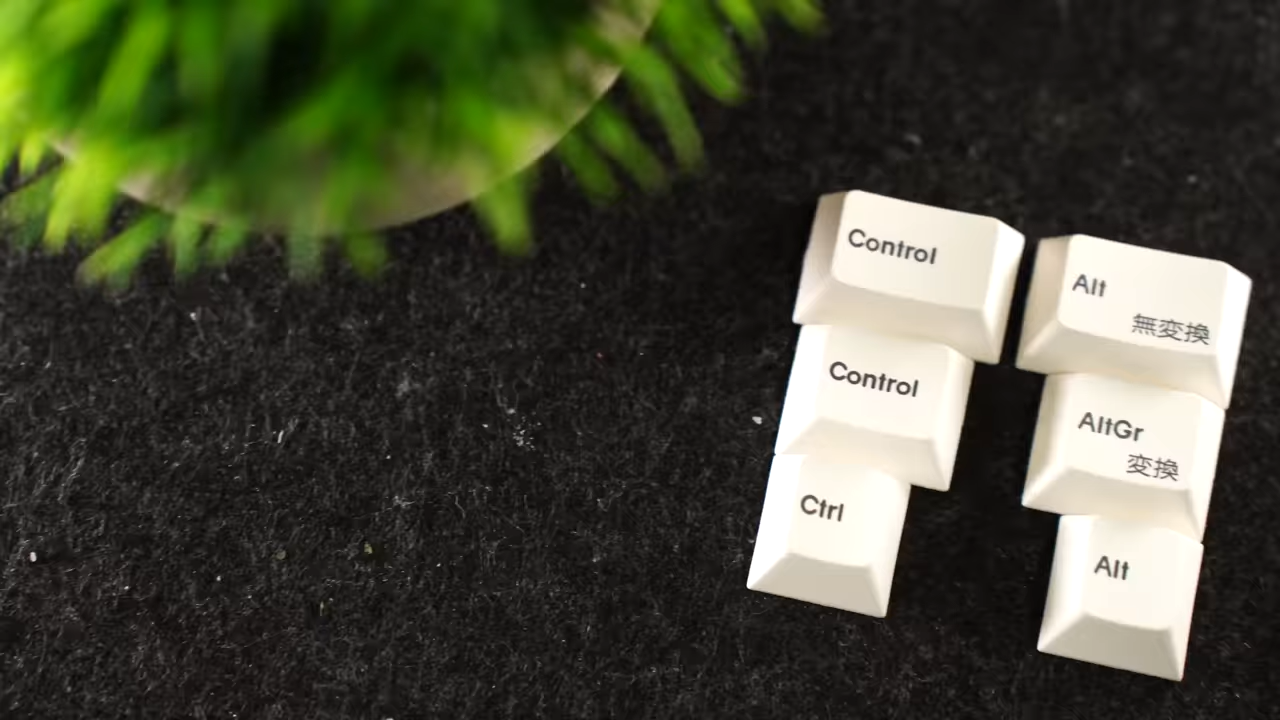 Control
Alt
無変換
Control
AltGr
変換
Ctrl
Alt